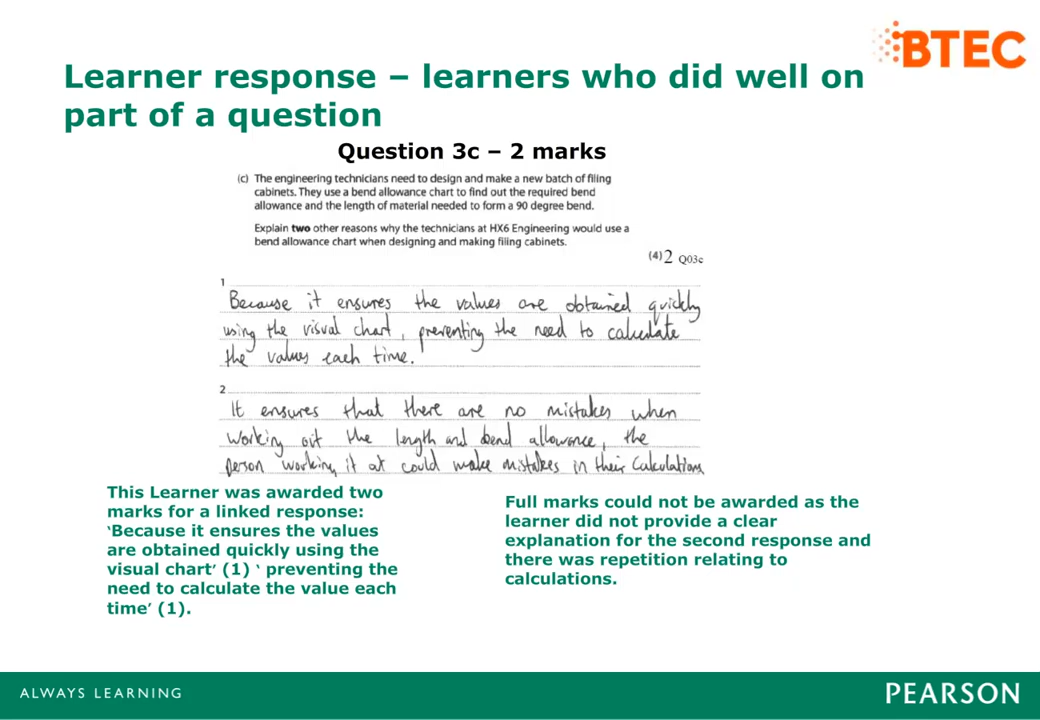 BTEC
Learner response – learners who did well on
part of a question
Question 3c – 2 marks
(c) The engineering technicians need to design and make a new batch of filing
cabinets. They use a bend allowance chart to find out the required bend
allowance and the length of material needed to form a 90 degree bend.
Explain two other reasons why the technicians at HX6 Engineering would use a
bend allowance chart when designing and making filing cabinets.
(4) 2 Q03c
1
Because it ensures the values are obtained quickly
using the visual chart, preventing the need to calculate
the values each time.
2
It ensures that there are no mistakes when
working out the length and bend allowance, the
person working it at could make mistakes in their calculations
This Learner was awarded two
marks for a linked response:
‘Because it ensures the values
are obtained quickly using the
visual chart’ (1) ‘ preventing the
need to calculate the value each
time’ (1).
Full marks could not be awarded as the
learner did not provide a clear
explanation for the second response and
there was repetition relating to
calculations.
ALWAYS LEARNING
PEARSON